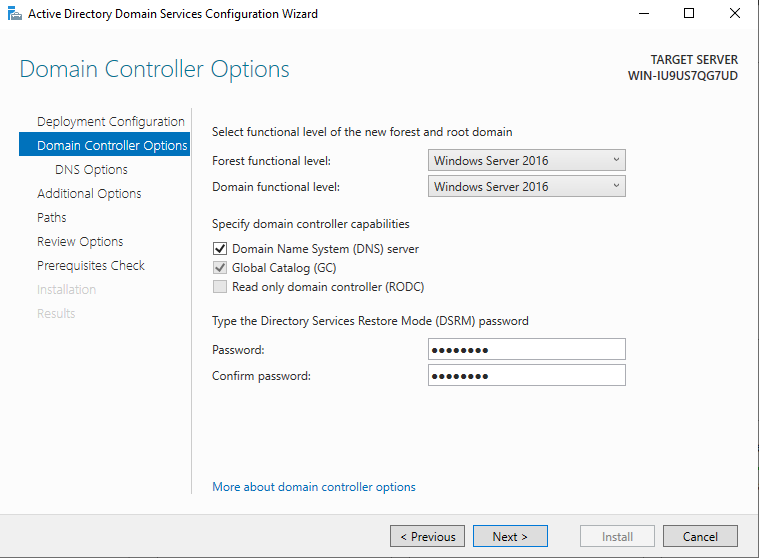 Active Directory Domain Services Configuration Wizard
Domain Controller Options
TARGET SERVER
WIN-IU9US7QG7UD
Deployment Configuration
Domain Controller Options
DNS Options
Additional Options
Paths
Review Options
Prerequisites Check
Installation
Results
Select functional level of the new forest and root domain
Forest functional level: Windows Server 2016
Domain functional level: Windows Server 2016
Specify domain controller capabilities
Domain Name System (DNS) server
Global Catalog (GC)
Read only domain controller (RODC)
Type the Directory Services Restore Mode (DSRM) password
Password: ●●●●●●●●
Confirm password: ●●●●●●●●
More about domain controller options
< Previous Next > Install Cancel